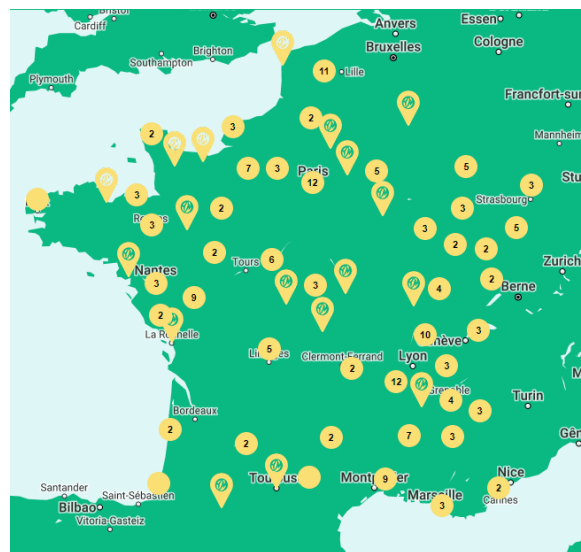 Bristol
Cardiff
Anvers
Essen
Bruxelles
Cologne
Brighton
Southampton
11
Lille
Plymouth
Francfort-sur
2
3
2
Mannheim
7
3
Paris
5
5
12
3
3
Strasbourg
Stu
2
3
3
3
5
2
2
Tours
6
2
Nantes
Zurich
3
3
4
2
Berne
9
2
La Rochelle
10
3
5
Clermont-Ferrand
Lyon
2
3
12
Grenoble
4
Turin
3
Bordeaux
2
2
2
7
3
Gên
Nice
Montpellier
9
2
Cannes
Santander
Saint-Sébastien
Marseille
3
Bilbao
Vitoria-Gasteiz